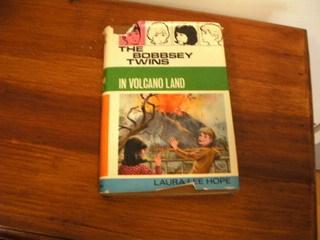 THE
BOBBSEY
TWINS
IN VOLCANO LAND
LAURA LEE HOPE